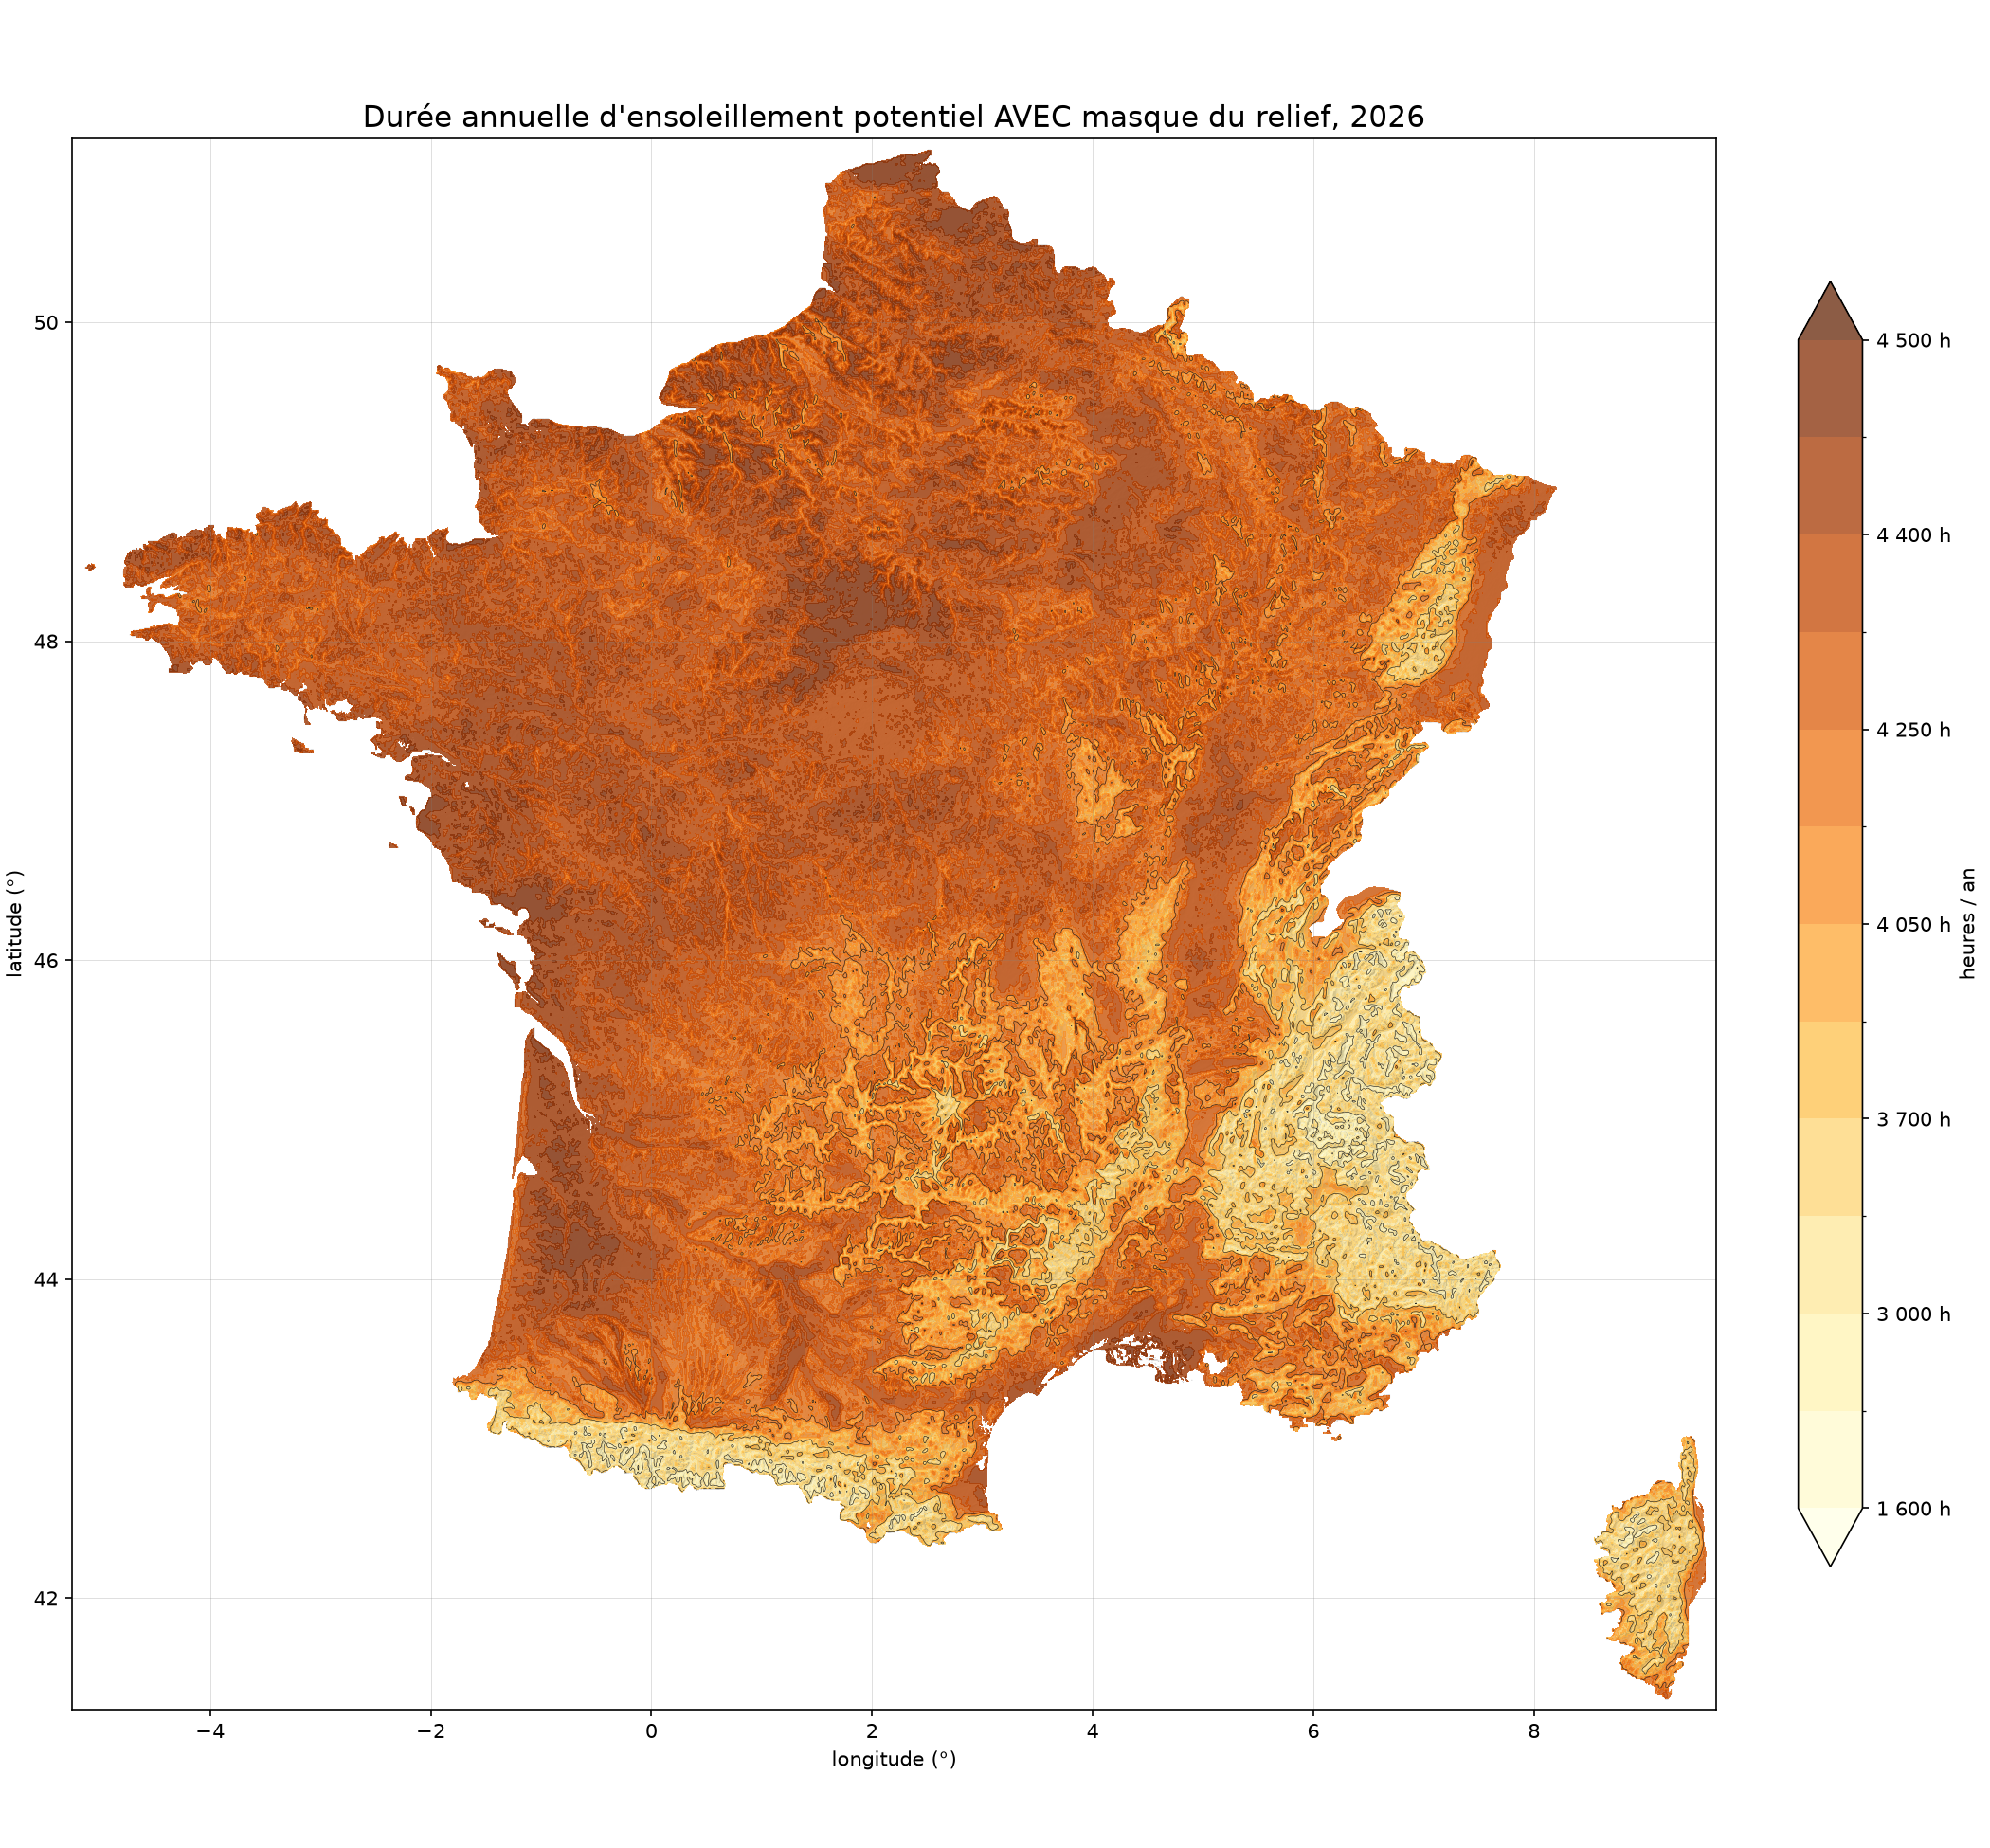 Durée annuelle d'ensoleillement potentiel AVEC masque du relief, 2026
50
48
46
44
42
latitude (°)
−4
−2
0
2
4
6
8
longitude (°)
4 500 h
4 400 h
4 250 h
4 050 h
3 700 h
3 000 h
1 600 h
heures / an